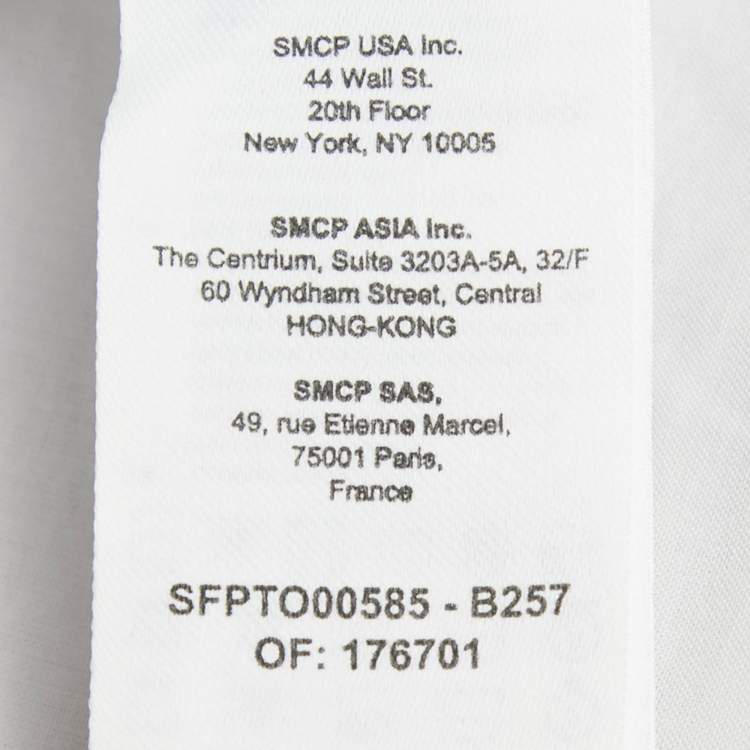 SMCP USA Inc.
44 Wall St.
20th Floor
New York, NY 10005
SMCP ASIA Inc.
The Centrium, Suite 3203A-5A, 32/F
60 Wyndham Street, Central
HONG-KONG
SMCP SAS,
49, rue Etienne Marcel,
75001 Paris,
France
SFPTO00585 - B257
OF: 176701